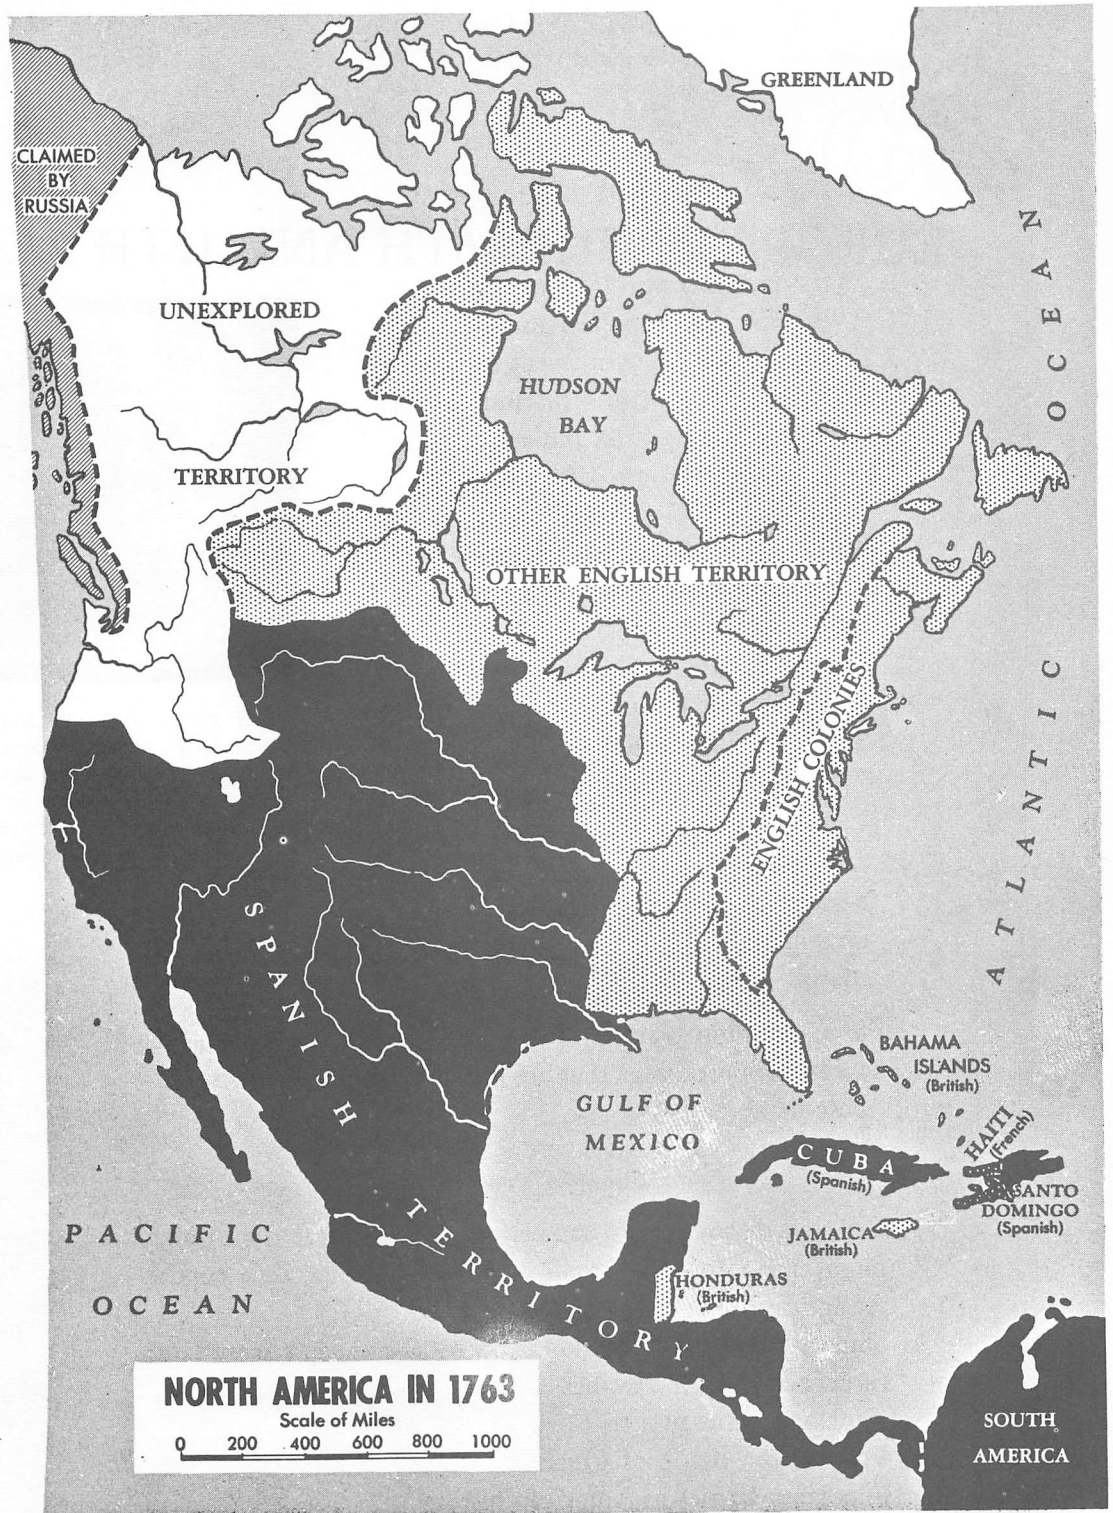 GREENLAND
CLAIMED
BY
RUSSIA
UNEXPLORED
TERRITORY
HUDSON
BAY
OTHER ENGLISH TERRITORY
ENGLISH COLONIES
ATLANTIC OCEAN
SPANISH TERRITORY
GULF OF
MEXICO
BAHAMA
ISLANDS
(British)
HAITI
(French)
CUBA
(Spanish)
SANTO
DOMINGO
(Spanish)
JAMAICA
(British)
HONDURAS
(British)
PACIFIC
OCEAN
SOUTH
AMERICA
NORTH AMERICA IN 1763
Scale of Miles
0 200 400 600 800 1000